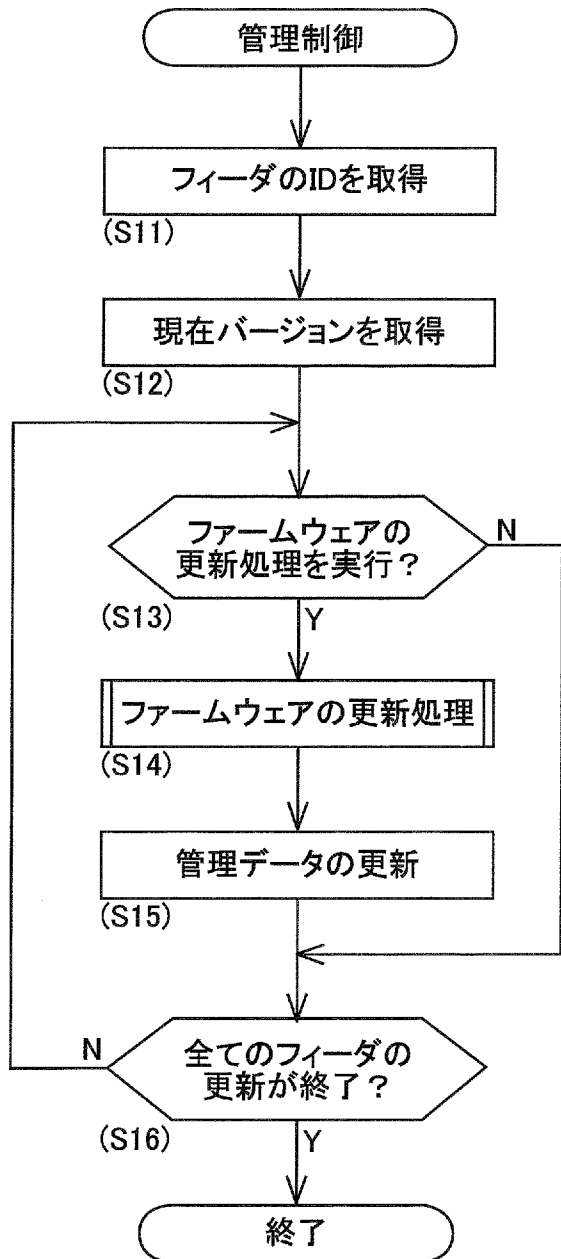 管理制御
フィーダのIDを取得
(S11)
現在バージョンを取得
(S12)
ファームウェアの
更新処理を実行?
N
(S13)
Y
ファームウェアの更新処理
(S14)
管理データの更新
(S15)
N
全てのフィーダの
更新が終了?
(S16)
Y
終了